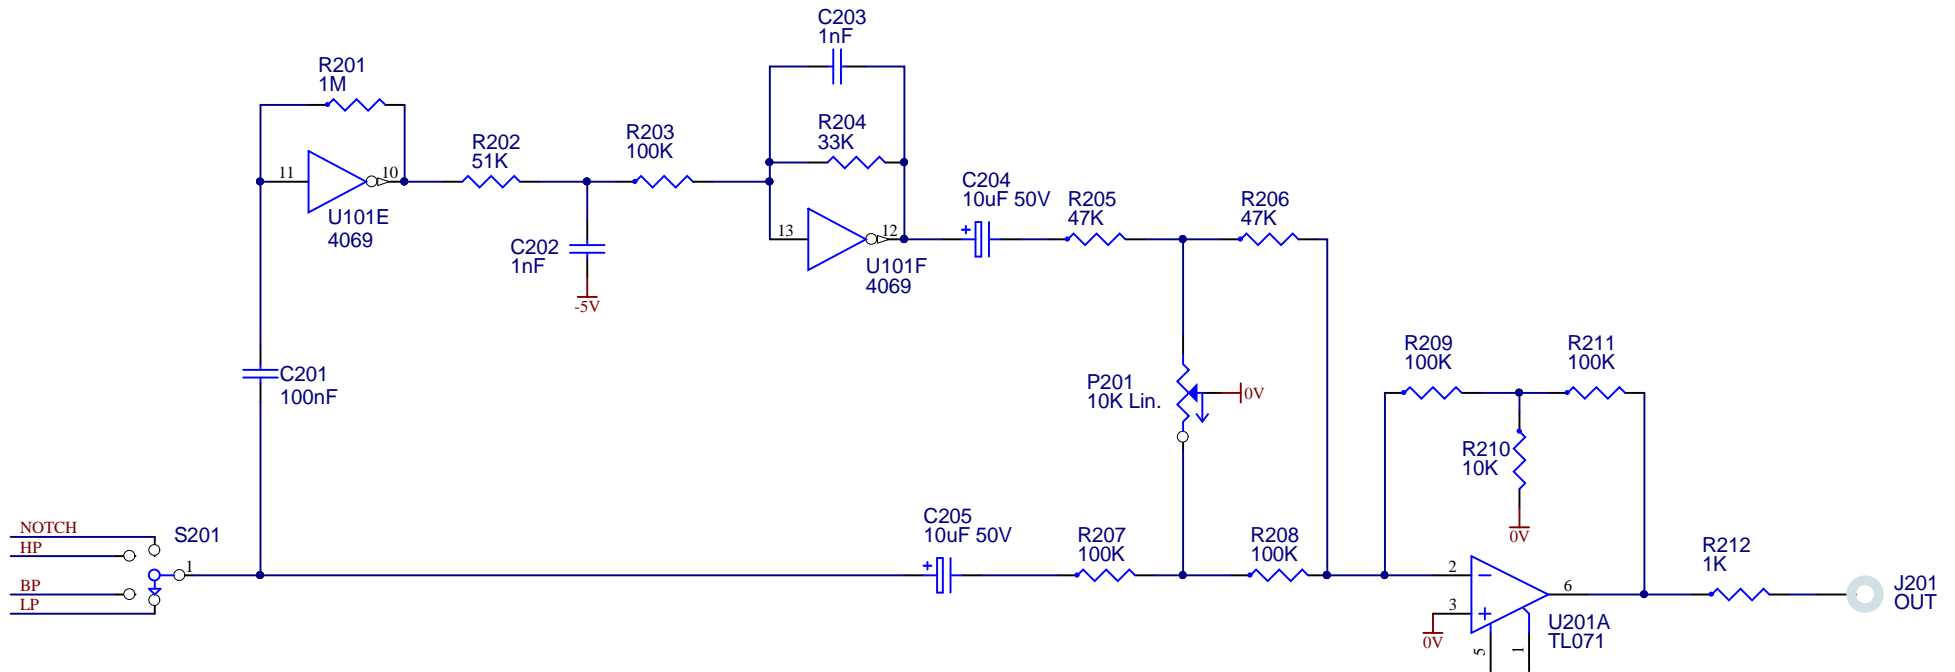 C203
1nF
R201
1M
R204
33K
R202
51K
R203
100K
11
10
U101E
4069
C202
1nF
-5V
13
12
U101F
4069
C204
10uF 50V
R205
47K
R206
47K
C201
100nF
P201
10K Lin.
0V
R209
100K
R211
100K
R210
10K
0V
NOTCH
HP
BP
LP
S201
1
C205
10uF 50V
R207
100K
R208
100K
2
3
6
0V
5
1
U201A
TL071
R212
1K
J201
OUT